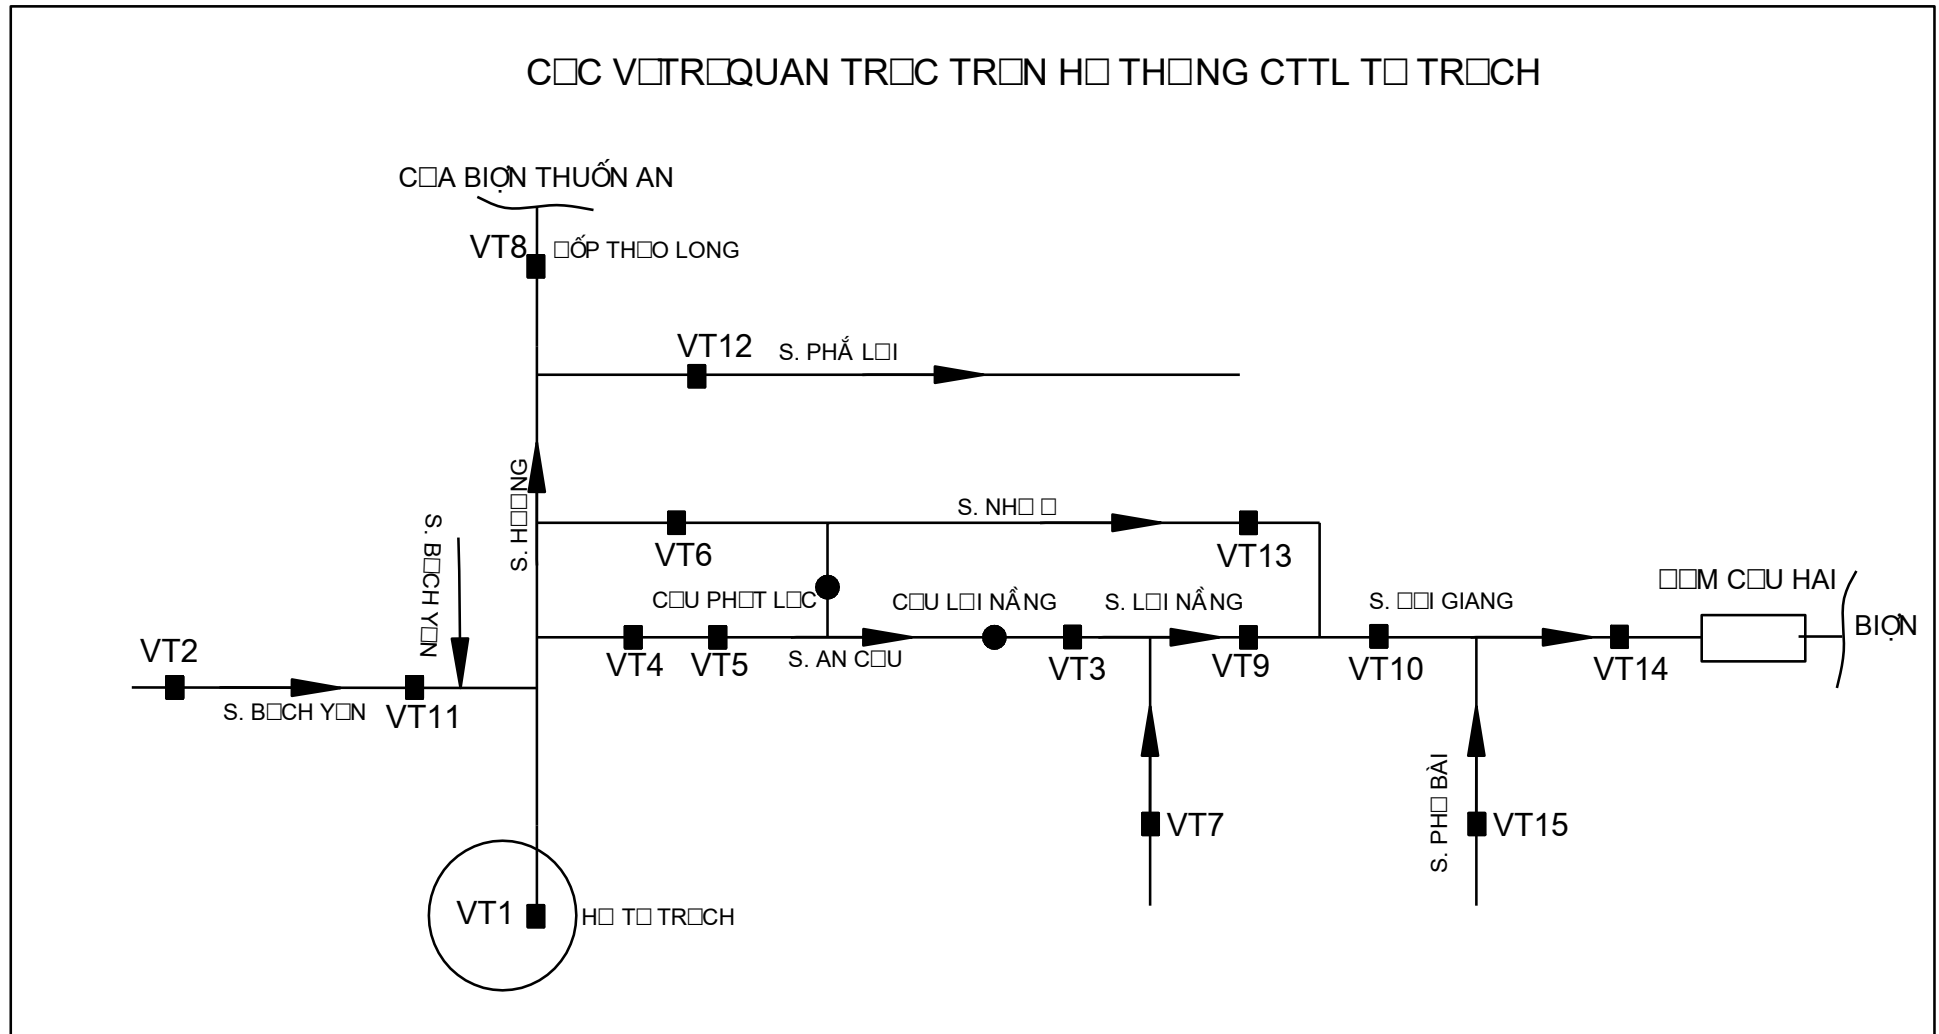 C□C V□TR□QUAN TR□C TR□N H□ TH□NG CTTL T□ TR□CH
C□A BIỌN THUỐN AN
VT8
□ỐP TH□O LONG
VT12
S. PHẮ L□I
S. H□□NG
S. B□CH Y□N
S. NH□ □
VT6
VT13
C□U PH□T L□C
C□U L□I NẰNG
S. L□I NẰNG
S. □□I GIANG
□□M C□U HAI
BIỌN
VT2
VT4
VT5
S. AN C□U
VT3
VT9
VT10
VT14
S. B□CH Y□N
VT11
S. PH□ BÀI
VT7
VT15
VT1
H□ T□ TR□CH